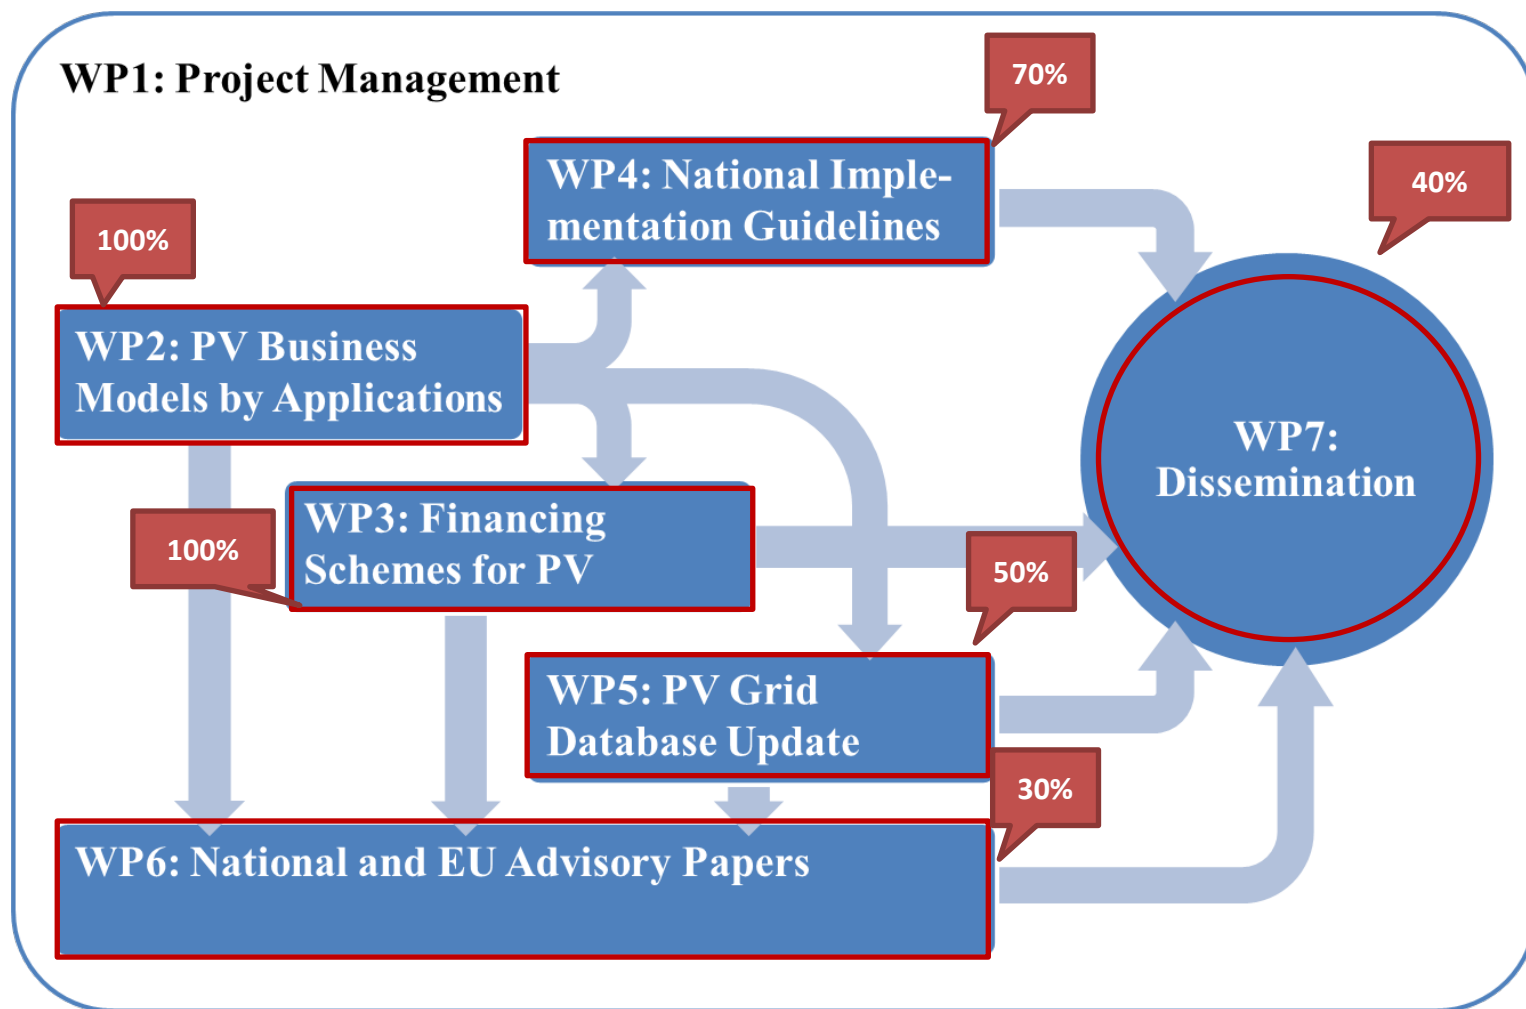 WP1: Project Management
70%
WP4: National Imple-
mentation Guidelines
40%
100%
WP2: PV Business
Models by Applications
WP7:
Dissemination
100%
WP3: Financing
Schemes for PV
50%
WP5: PV Grid
Database Update
30%
WP6: National and EU Advisory Papers